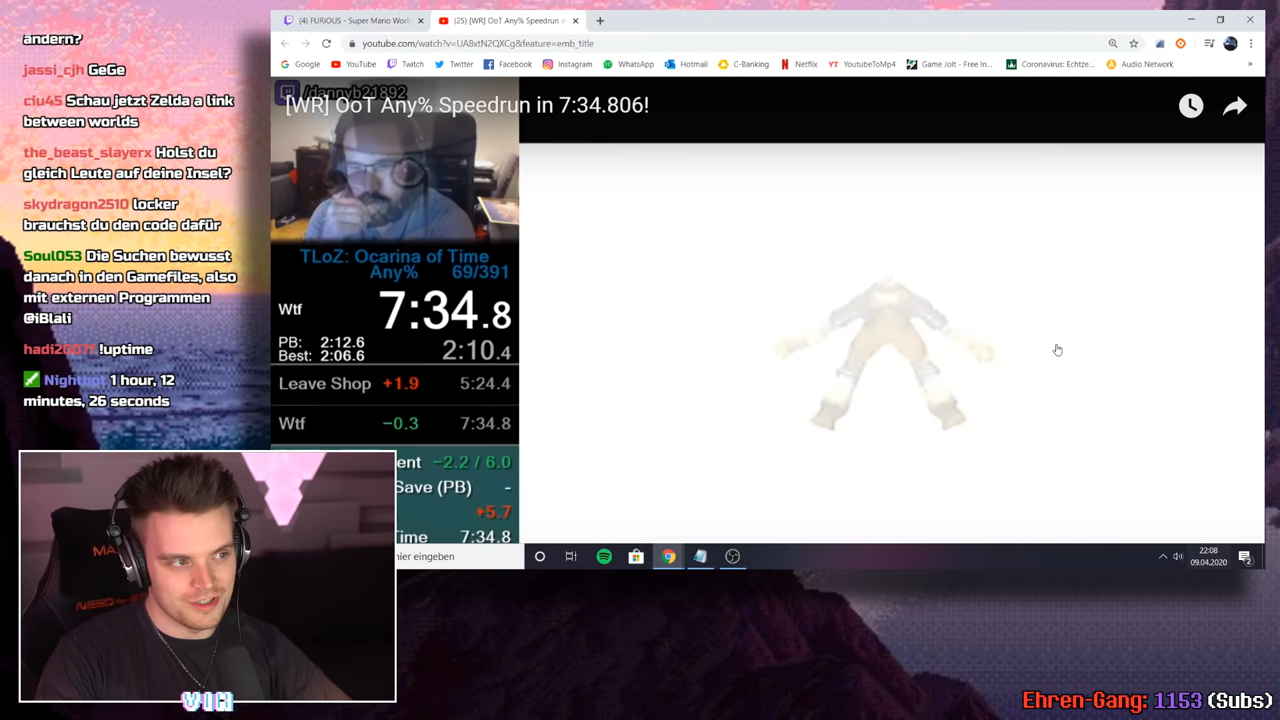 andern?
jassi_cjh GeGe
ciu45 Schau jetzt Zelda a link
between worlds
the_beast_slayerx Holst du
gleich Leute auf deine Insel?
skydragon2510 locker
brauchst du den code dafür
Soul053 Die Suchen bewusst
danach in den Gamefiles, also
mit externen Programmen
@iBlali
!uptime
Nightbot 1 hour, 12
minutes, 26 seconds
(4) FURiOUS - Super Mario Worl
(25) [WR] OoT Any% Speedrun in
youtube.com/watch?v=UA8xtN2QXCg&feature=emb_title
Google
YouTube
Twitch
Twitter
Facebook
Instagram
WhatsApp
Hotmail
C-Banking
Netflix
YT YoutubeToMp4
Game Jolt - In...
Coronavirus: Echtze...
Audio Network
»
/dannyb21892
[WR] OoT Any% Speedrun in 7:34.806!
TLoZ: Ocarina of Time
Any% 69/391
Wtf 7:34.8
PB: 2:12.6
Best: 2:06.6 2:10.4
Leave Shop +1.9 5:24.4
Wtf −0.3 7:34.8
ent −2.2 / 6.0
Save (PB) -
+5.7
ime 7:34.8
hier eingeben
22:08
09.04.2020
2
VIK
Ehren-Gang: 1153 (Subs)